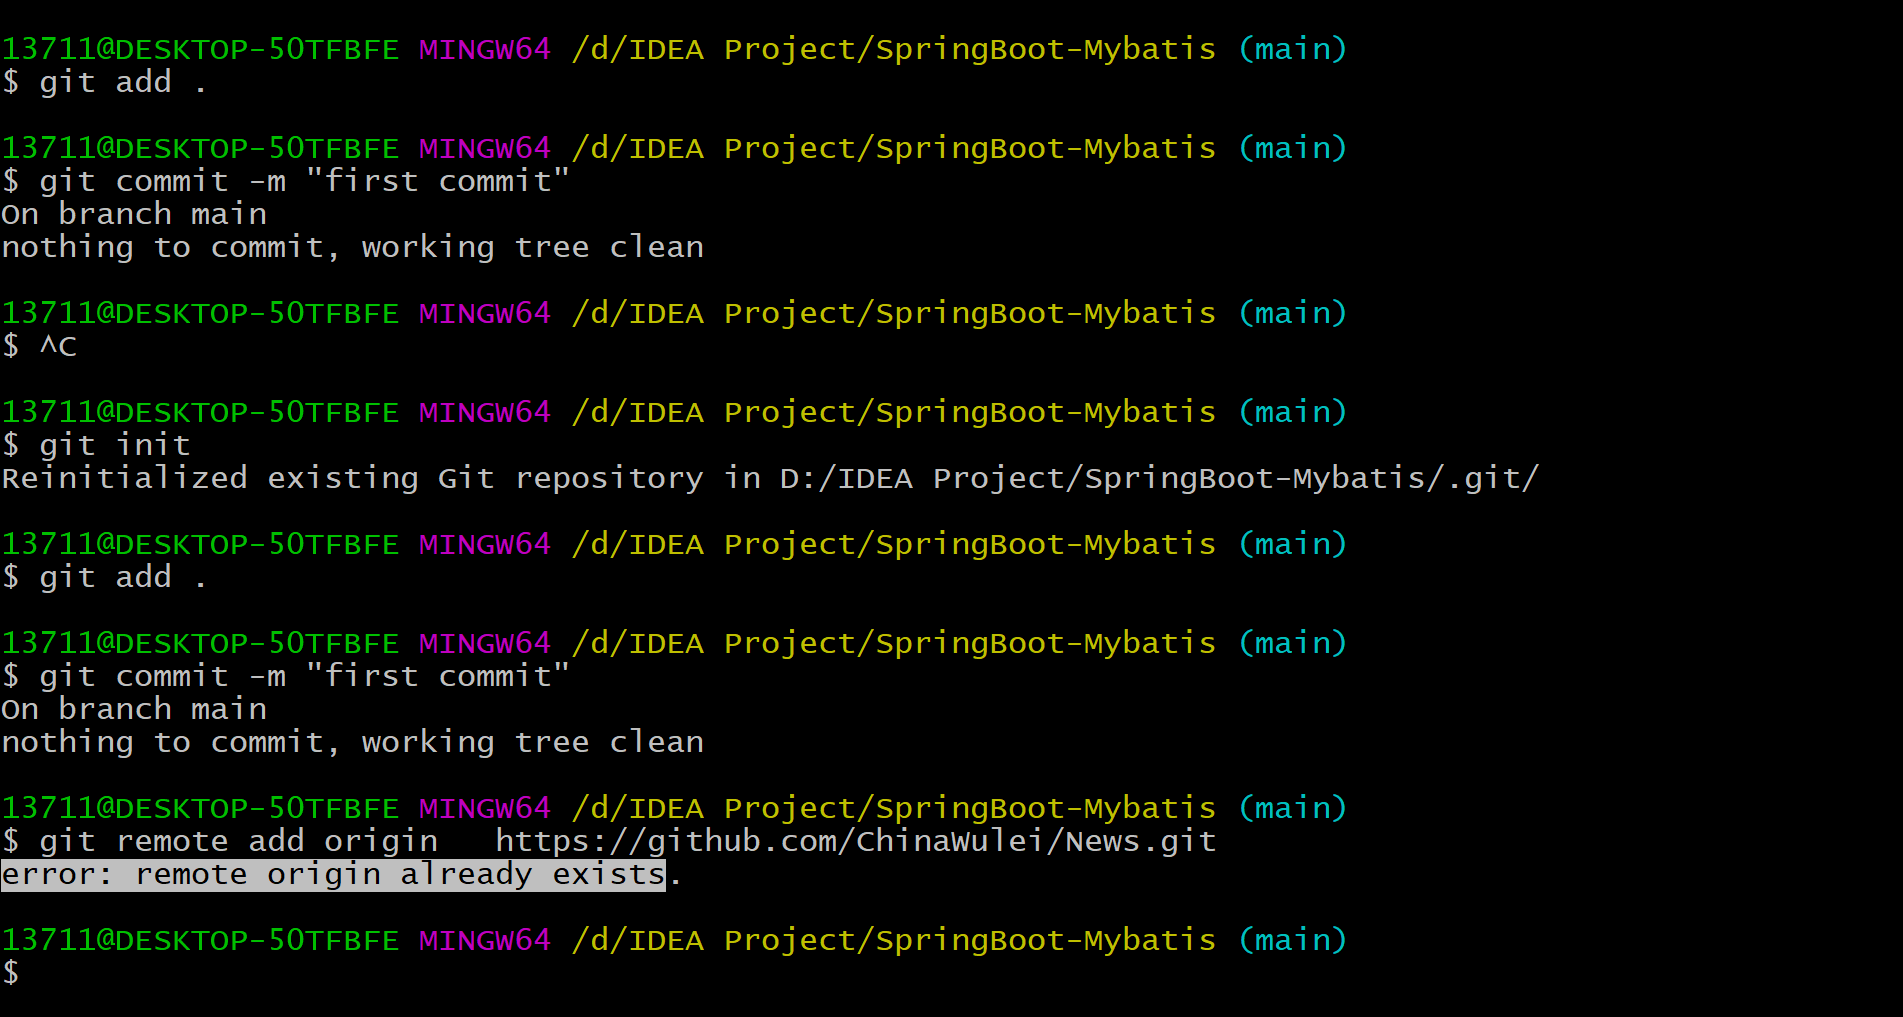 13711@DESKTOP-50TFBFE MINGW64 /d/IDEA Project/SpringBoot-Mybatis (main)
$ git add .
13711@DESKTOP-50TFBFE MINGW64 /d/IDEA Project/SpringBoot-Mybatis (main)
$ git commit -m "first commit"
On branch main
nothing to commit, working tree clean
13711@DESKTOP-50TFBFE MINGW64 /d/IDEA Project/SpringBoot-Mybatis (main)
$ ^C
13711@DESKTOP-50TFBFE MINGW64 /d/IDEA Project/SpringBoot-Mybatis (main)
$ git init
Reinitialized existing Git repository in D:/IDEA Project/SpringBoot-Mybatis/.git/
13711@DESKTOP-50TFBFE MINGW64 /d/IDEA Project/SpringBoot-Mybatis (main)
$ git add .
13711@DESKTOP-50TFBFE MINGW64 /d/IDEA Project/SpringBoot-Mybatis (main)
$ git commit -m "first commit"
On branch main
nothing to commit, working tree clean
13711@DESKTOP-50TFBFE MINGW64 /d/IDEA Project/SpringBoot-Mybatis (main)
$ git remote add origin   https://github.com/ChinaWulei/News.git
error: remote origin already exists.
13711@DESKTOP-50TFBFE MINGW64 /d/IDEA Project/SpringBoot-Mybatis (main)
$